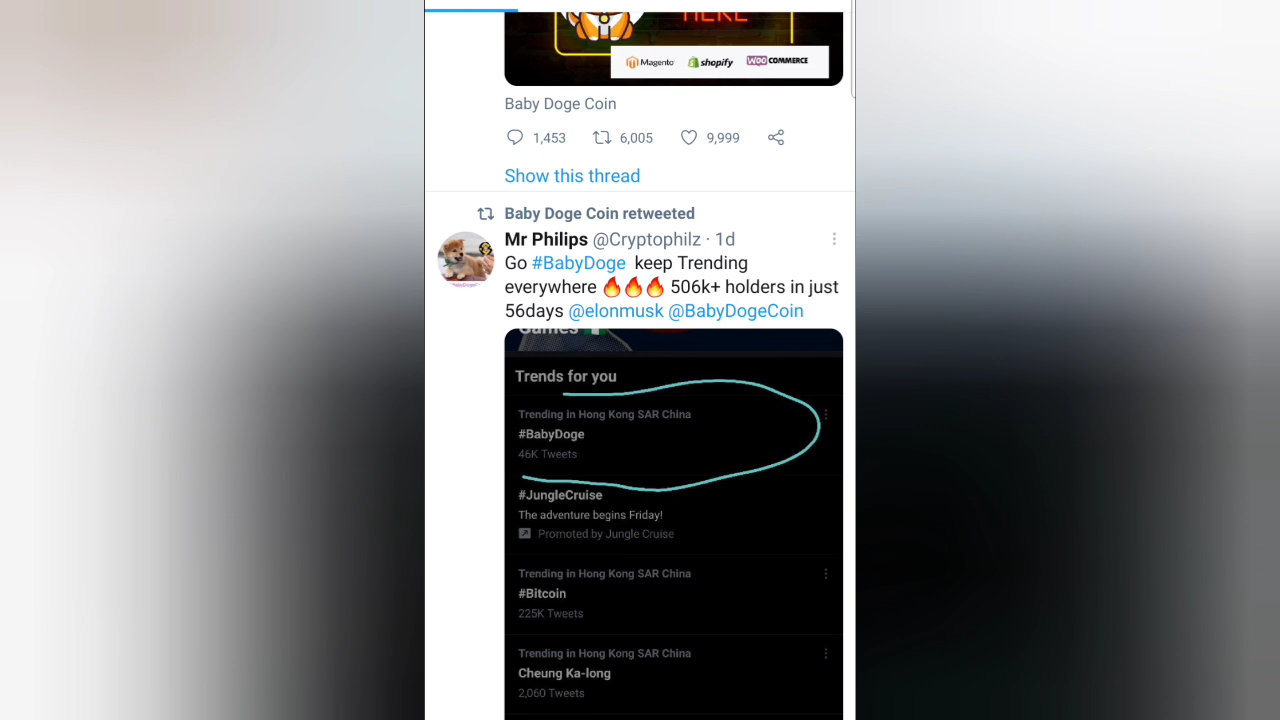 HERE
Magento shopify WOO COMMERCE
Baby Doge Coin
1,453 6,005 9,999
Show this thread
Baby Doge Coin retweeted
Mr Philips @Cryptophilz · 1d
Go #BabyDoge keep Trending
everywhere 🔥🔥🔥 506k+ holders in just
56days @elonmusk @BabyDogeCoin
Games
Trends for you
Trending in Hong Kong SAR China
#BabyDoge
46K Tweets
#JungleCruise
The adventure begins Friday!
Promoted by Jungle Cruise
Trending in Hong Kong SAR China
#Bitcoin
225K Tweets
Trending in Hong Kong SAR China
Cheung Ka-long
2,060 Tweets